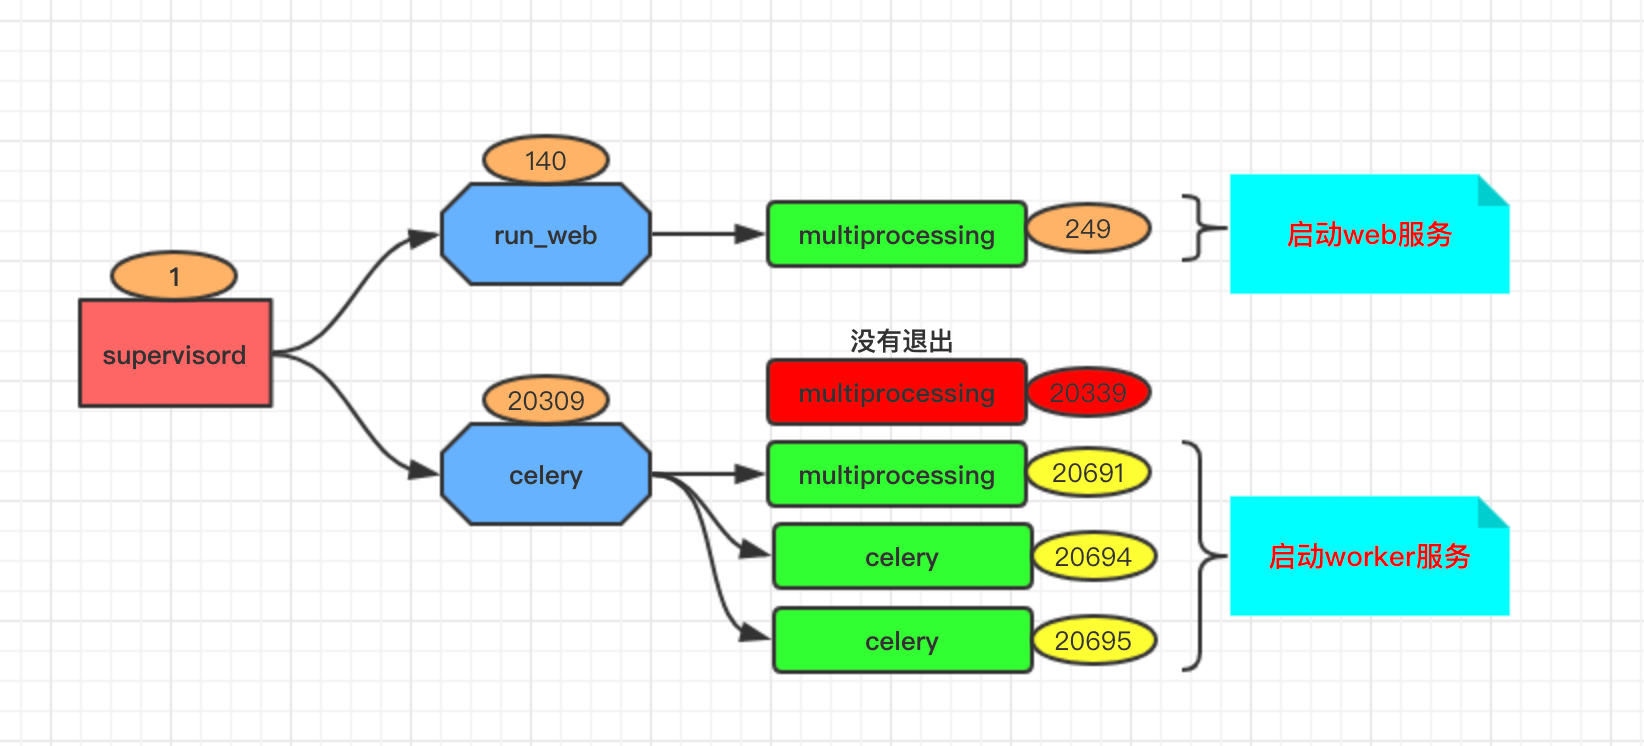 140
run_web
multiprocessing
249
启动web服务
1
supervisord
没有退出
multiprocessing
20339
20309
celery
multiprocessing
20691
celery
20694
启动worker服务
celery
20695